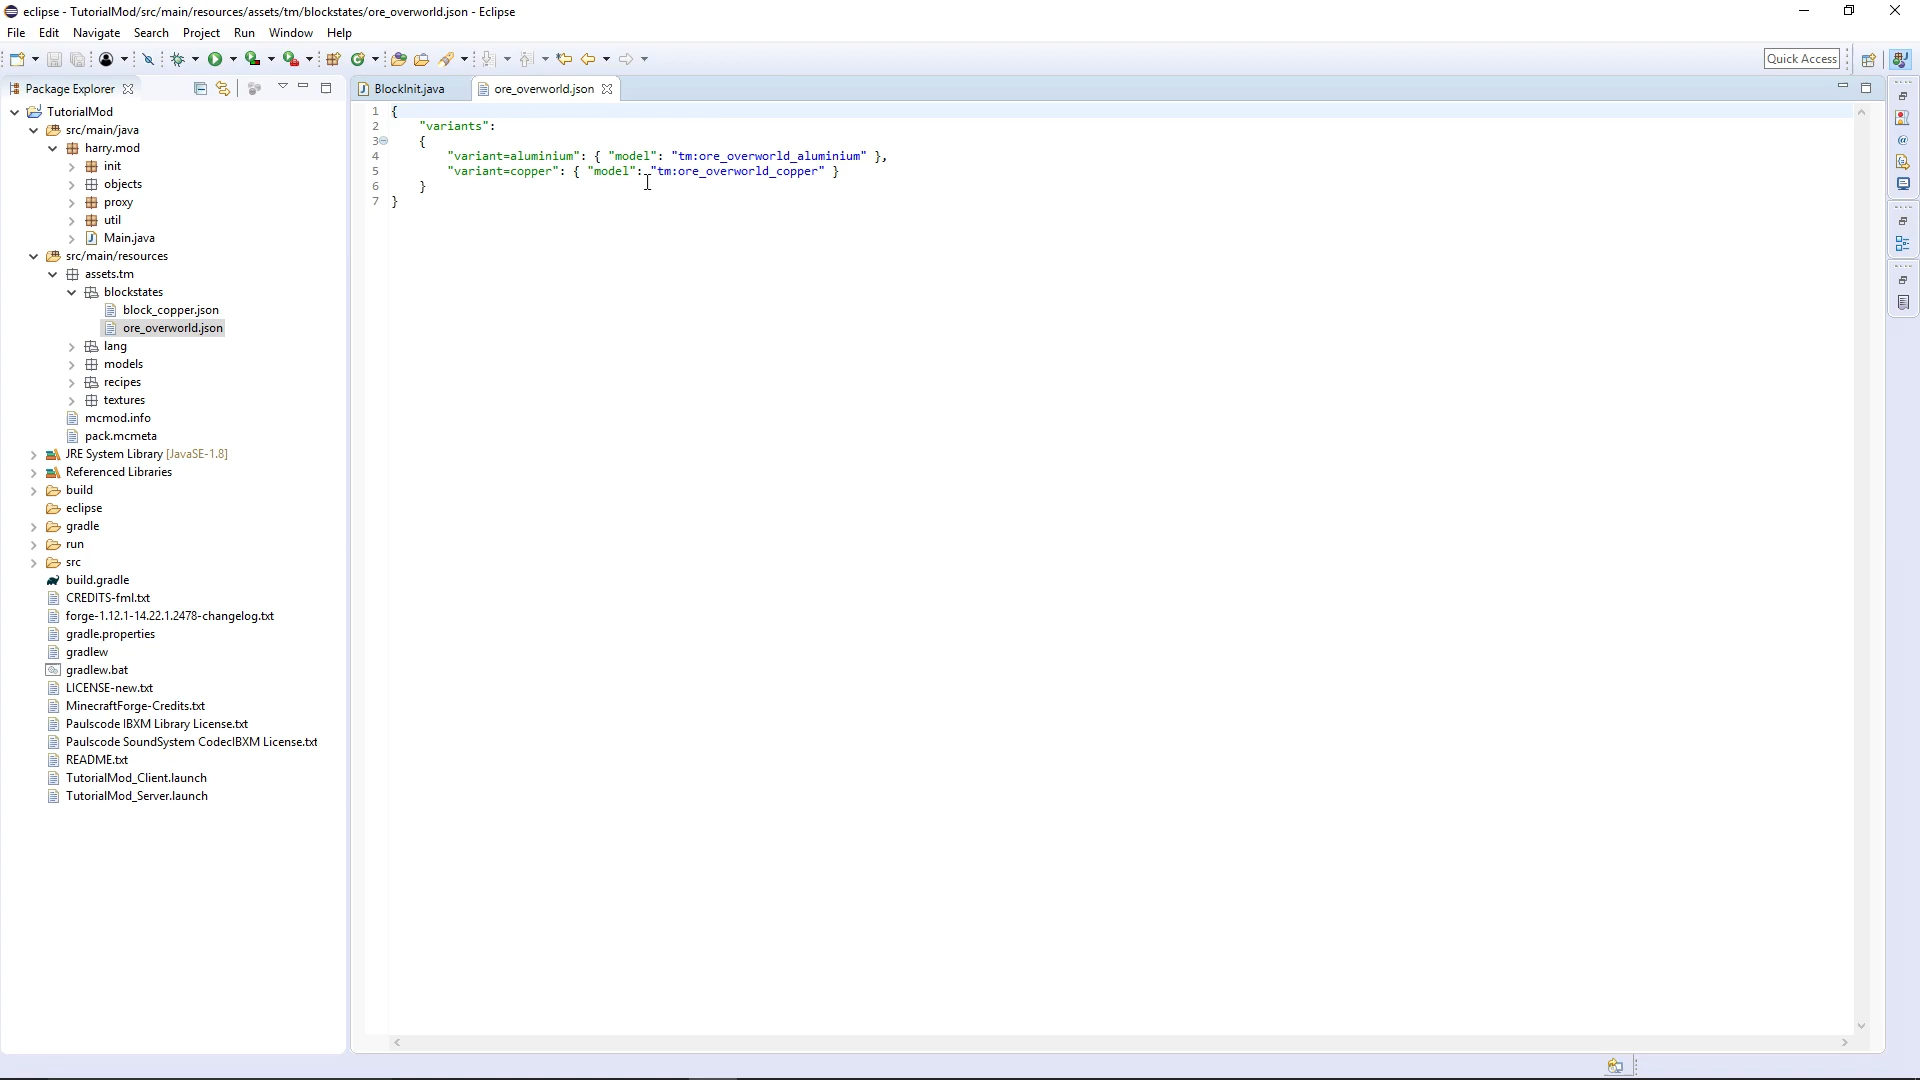 eclipse - TutorialMod/src/main/resources/assets/tm/blockstates/ore_overworld.json - Eclipse
File Edit Navigate Search Project Run Window Help
Quick Access
Package Explorer
BlockInit.java
ore_overworld.json
TutorialMod
src/main/java
harry.mod
init
objects
proxy
util
Main.java
src/main/resources
assets.tm
blockstates
block_copper.json
ore_overworld.json
lang
models
recipes
textures
mcmod.info
pack.mcmeta
JRE System Library [JavaSE-1.8]
Referenced Libraries
build
eclipse
gradle
run
src
build.gradle
CREDITS-fml.txt
forge-1.12.1-14.22.1.2478-changelog.txt
gradle.properties
gradlew
gradlew.bat
LICENSE-new.txt
MinecraftForge-Credits.txt
Paulscode IBXM Library License.txt
Paulscode SoundSystem CodecIBXM License.txt
README.txt
TutorialMod_Client.launch
TutorialMod_Server.launch
1 {
2 "variants":
3 {
4 "variant=aluminium": { "model": "tm:ore_overworld_aluminium" },
5 "variant=copper": { "model": "tm:ore_overworld_copper" }
6 }
7 }